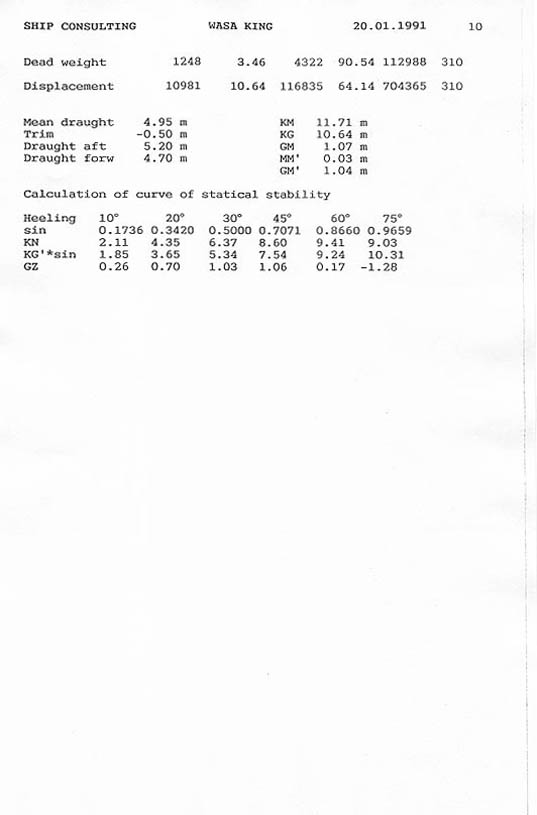 SHIP CONSULTING WASA KING 20.01.1991 10
Dead weight 1248 3.46 4322 90.54 112988 310
Displacement 10981 10.64 116835 64.14 704365 310
Mean draught 4.95 m KM 11.71 m
Trim -0.50 m KG 10.64 m
Draught aft 5.20 m GM 1.07 m
Draught forw 4.70 m MM' 0.03 m
GM' 1.04 m
Calculation of curve of statical stability
Heeling 10° 20° 30° 45° 60° 75°
sin 0.1736 0.3420 0.5000 0.7071 0.8660 0.9659
KN 2.11 4.35 6.37 8.60 9.41 9.03
KG'*sin 1.85 3.65 5.34 7.54 9.24 10.31
GZ 0.26 0.70 1.03 1.06 0.17 -1.28